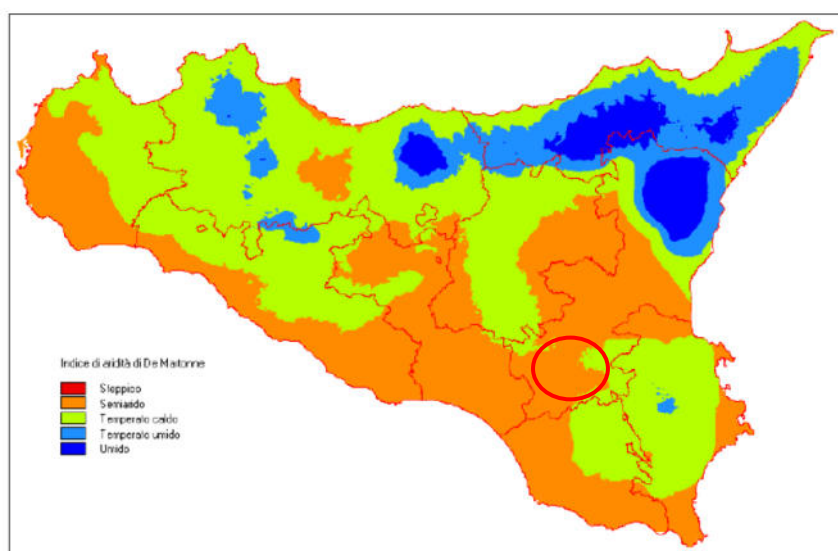 Indice di aridità di De Martonne
Steppico
Semiarido
Temperato caldo
Temperato umido
Umido